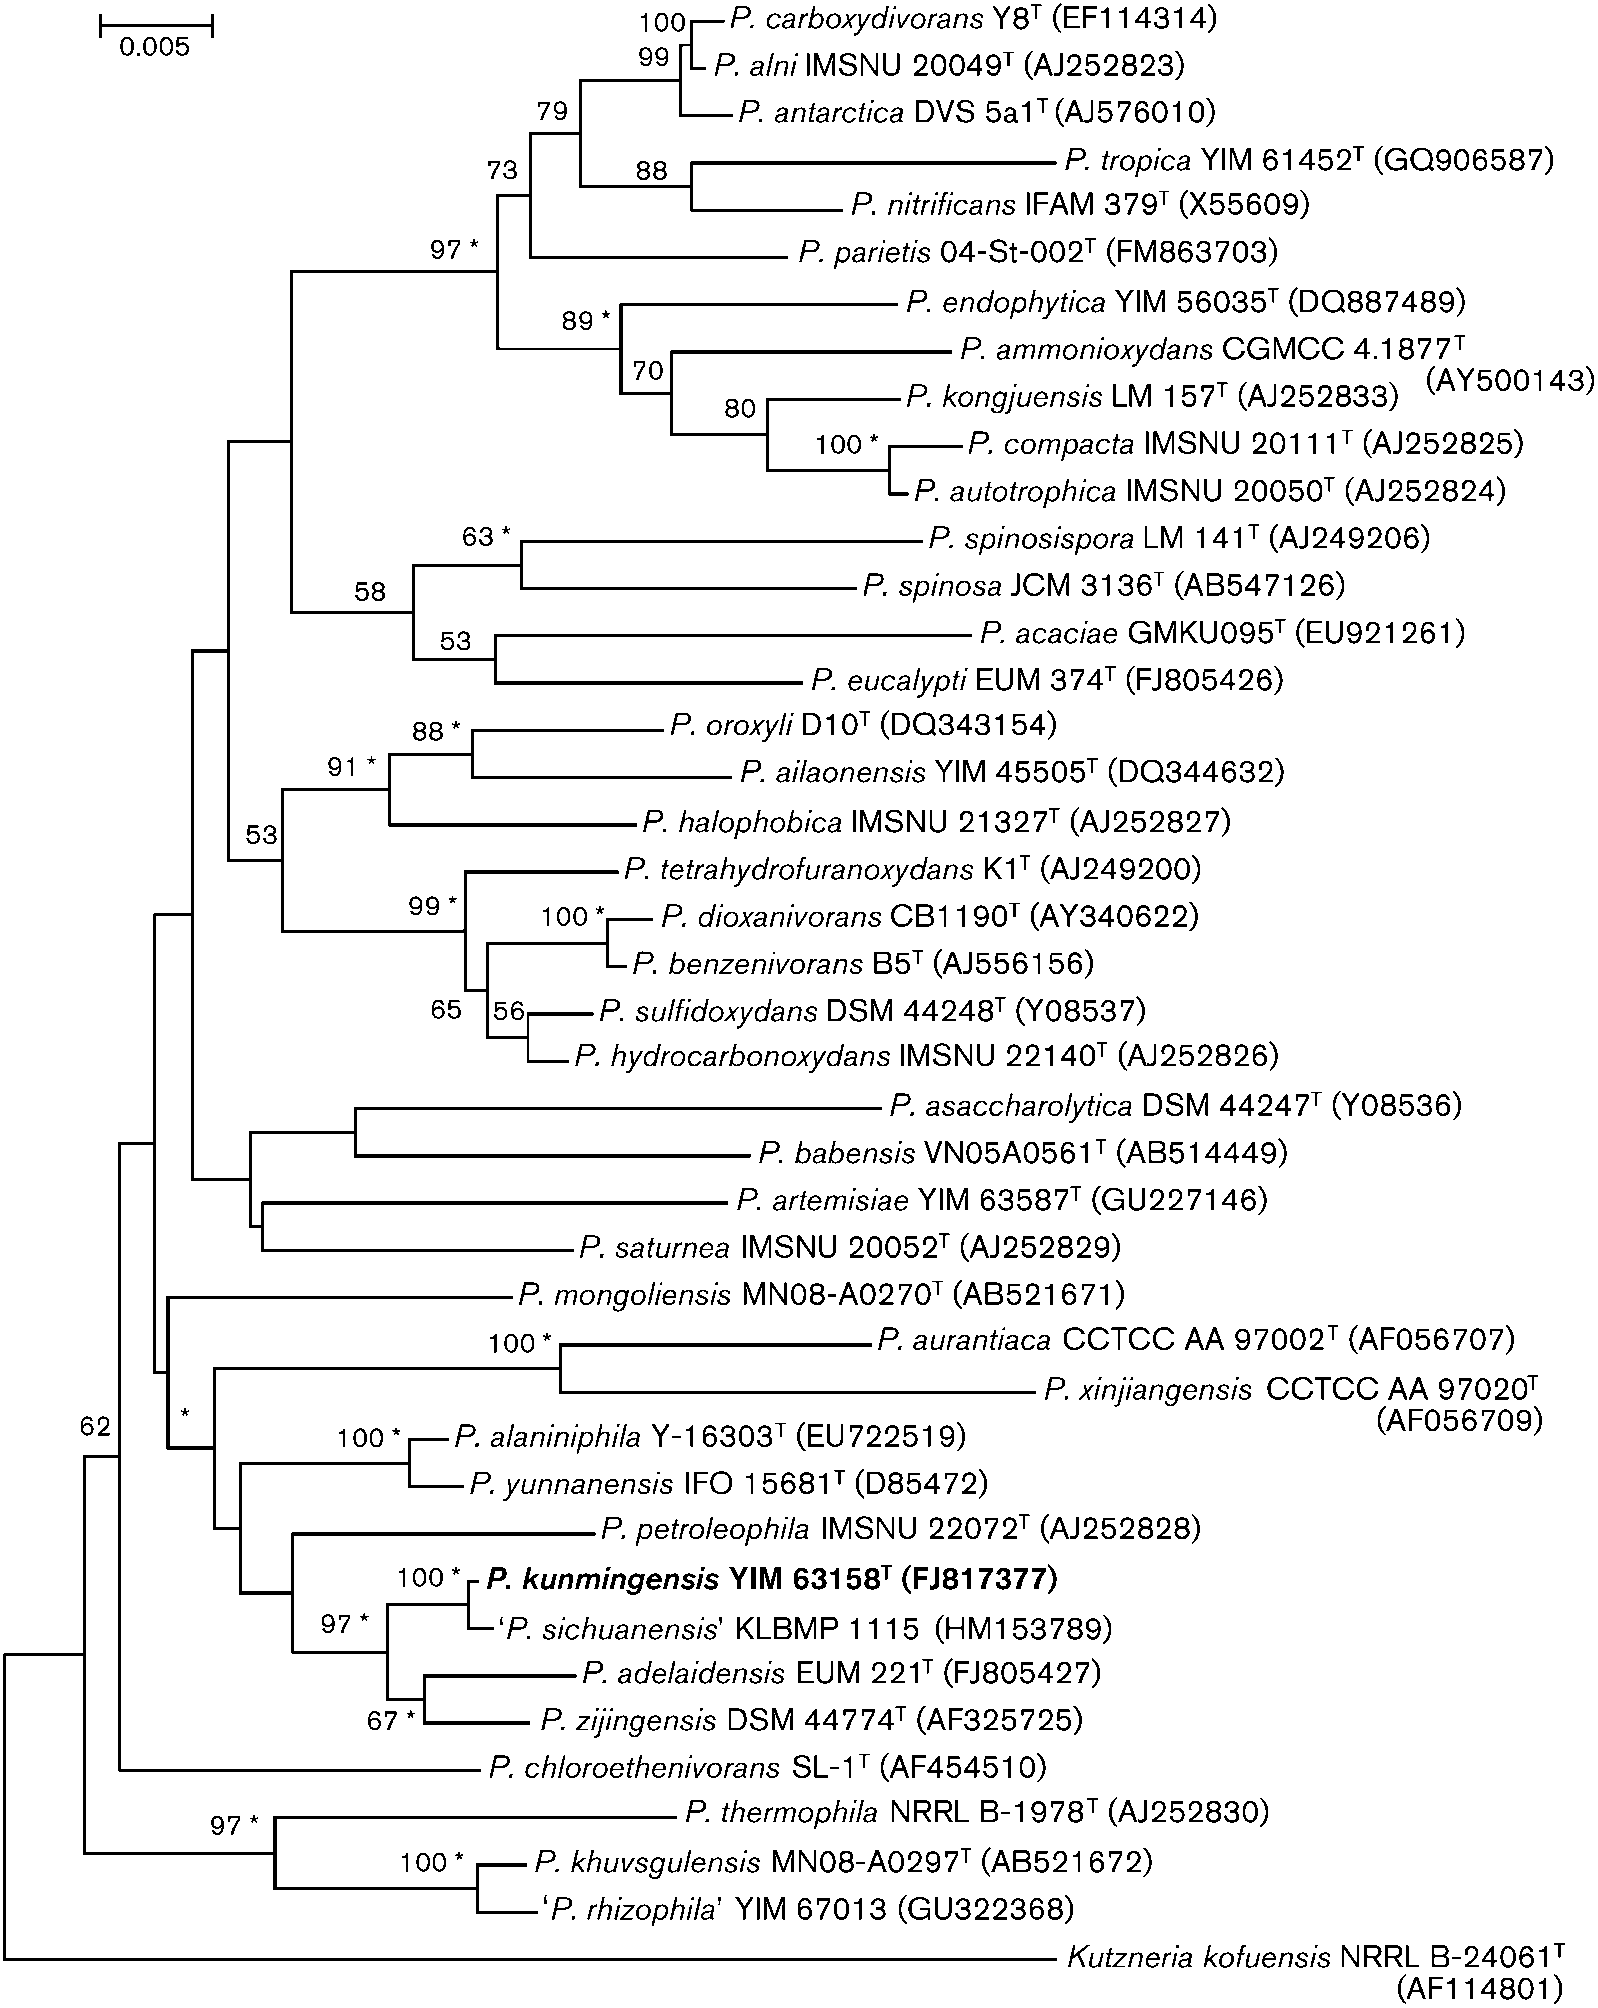 0.005
100
P. carboxydivorans Y8T (EF114314)
99
P. alni IMSNU 20049T (AJ252823)
79
P. antarctica DVS 5a1T (AJ576010)
73
88
P. tropica YIM 61452T (GQ906587)
P. nitrificans IFAM 379T (X55609)
97 *
P. parietis 04-St-002T (FM863703)
89 *
P. endophytica YIM 56035T (DQ887489)
70
P. ammonioxydans CGMCC 4.1877T
(AY500143)
80
P. kongjuensis LM 157T (AJ252833)
100 *
P. compacta IMSNU 20111T (AJ252825)
P. autotrophica IMSNU 20050T (AJ252824)
63 *
P. spinosispora LM 141T (AJ249206)
58
P. spinosa JCM 3136T (AB547126)
53
P. acaciae GMKU095T (EU921261)
P. eucalypti EUM 374T (FJ805426)
88 *
P. oroxyli D10T (DQ343154)
91 *
P. ailaonensis YIM 45505T (DQ344632)
53
P. halophobica IMSNU 21327T (AJ252827)
P. tetrahydrofuranoxydans K1T (AJ249200)
99 *
100 *
P. dioxanivorans CB1190T (AY340622)
P. benzenivorans B5T (AJ556156)
65
56
P. sulfidoxydans DSM 44248T (Y08537)
P. hydrocarbonoxydans IMSNU 22140T (AJ252826)
P. asaccharolytica DSM 44247T (Y08536)
P. babensis VN05A0561T (AB514449)
P. artemisiae YIM 63587T (GU227146)
P. saturnea IMSNU 20052T (AJ252829)
P. mongoliensis MN08-A0270T (AB521671)
100 *
P. aurantiaca CCTCC AA 97002T (AF056707)
P. xinjiangensis CCTCC AA 97020T
(AF056709)
*
62
100 *
P. alaniniphila Y-16303T (EU722519)
P. yunnanensis IFO 15681T (D85472)
P. petroleophila IMSNU 22072T (AJ252828)
100 *
P. kunmingensis YIM 63158T (FJ817377)
97 *
‘P. sichuanensis’ KLBMP 1115 (HM153789)
P. adelaidensis EUM 221T (FJ805427)
67 *
P. zijingensis DSM 44774T (AF325725)
P. chloroethenivorans SL-1T (AF454510)
97 *
P. thermophila NRRL B-1978T (AJ252830)
100 *
P. khuvsgulensis MN08-A0297T (AB521672)
‘P. rhizophila’ YIM 67013 (GU322368)
Kutzneria kofuensis NRRL B-24061T
(AF114801)